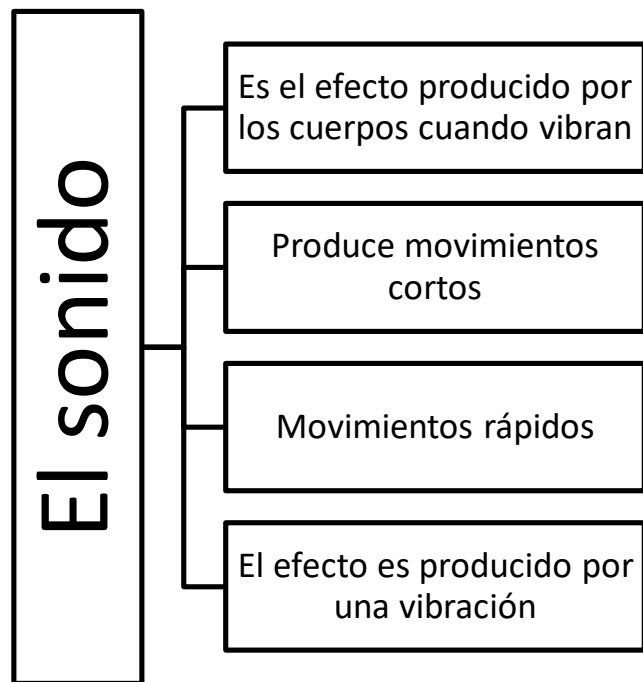 El sonido
Es el efecto producido por
los cuerpos cuando vibran
Produce movimientos
cortos
Movimientos rápidos
El efecto es producido por
una vibración